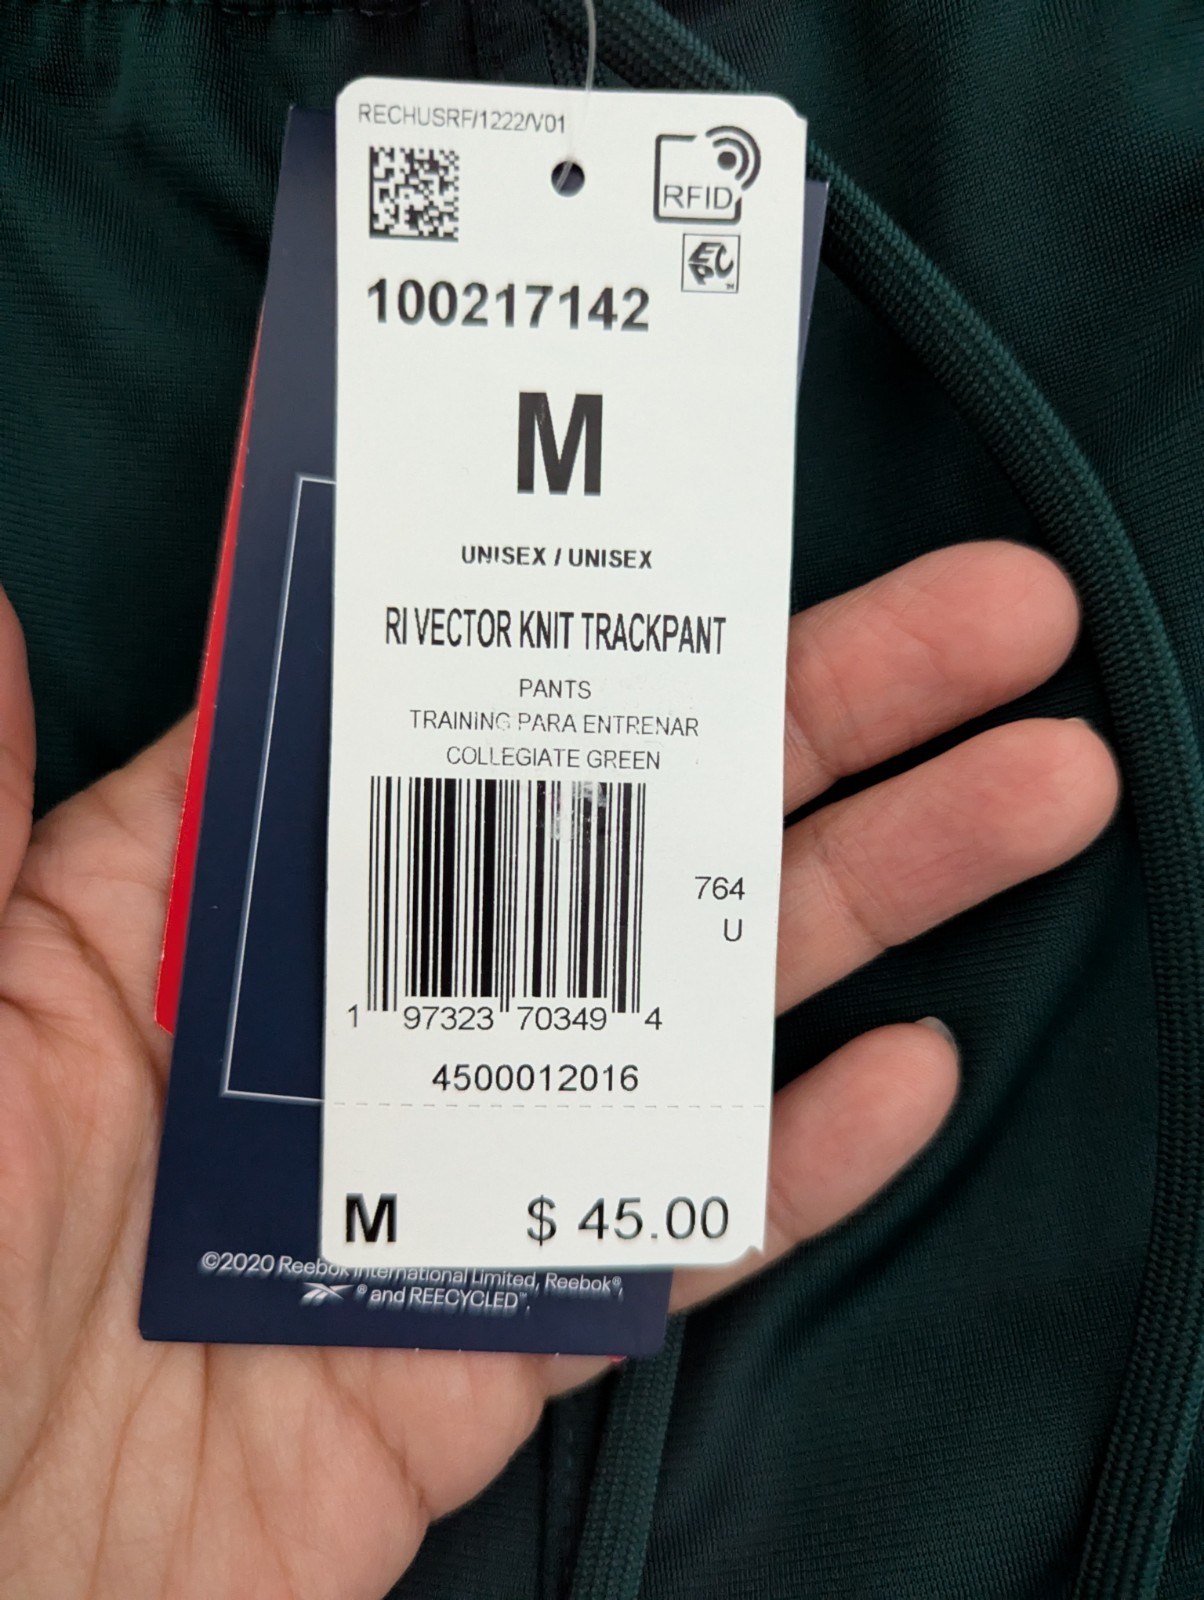 RECHUSRF/1222/V01
RFID
EPC™
100217142
M
UNISEX / UNISEX
RI VECTOR KNIT TRACKPANT
PANTS
TRAINING PARA ENTRENAR
COLLEGIATE GREEN
764
U
1 97323 70349 4
4500012016
M $ 45.00
©2020 Reebok International Limited, Reebok®,
® and REECYCLED™,